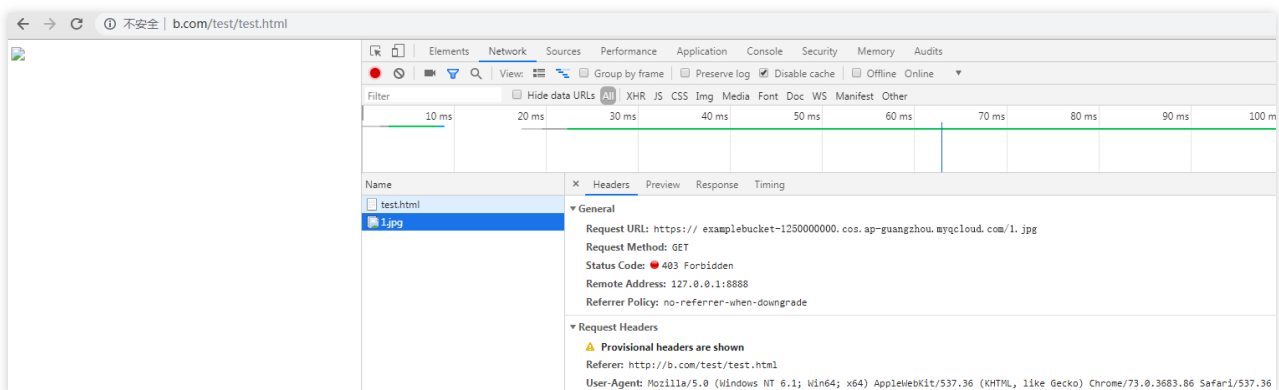 不安全 | b.com/test/test.html
Elements Network Sources Performance Application Console Security Memory Audits
View: Group by frame Preserve log Disable cache Offline Online
Filter Hide data URLs All XHR JS CSS Img Media Font Doc WS Manifest Other
10 ms 20 ms 30 ms 40 ms 50 ms 60 ms 70 ms 80 ms 90 ms 100 m
Name × Headers Preview Response Timing
test.html
1.jpg
General
Request URL: https:// examplebucket-1250000000.cos.ap-guangzhou.myqcloud.com/1.jpg
Request Method: GET
Status Code: 403 Forbidden
Remote Address: 127.0.0.1:8888
Referrer Policy: no-referrer-when-downgrade
Request Headers
Provisional headers are shown
Referer: http://b.com/test/test.html
User-Agent: Mozilla/5.0 (Windows NT 6.1; Win64; x64) AppleWebKit/537.36 (KHTML, like Gecko) Chrome/73.0.3683.86 Safari/537.36